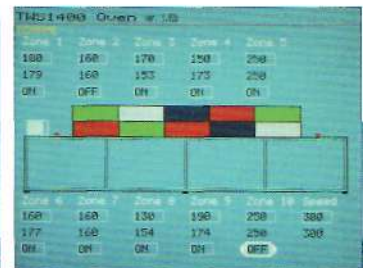 TWS1400 Oven
Zone 1 Zone 2 Zone 3 Zone 4 Zone 5
180 160 170 150 250
179 160 153 173 250
ON OFF ON ON ON
Zone 6 Zone 7 Zone 8 Zone 9 Zone 10 Speed
160 160 130 190 250 300
177 160 154 174 250 300
ON ON ON ON OFF